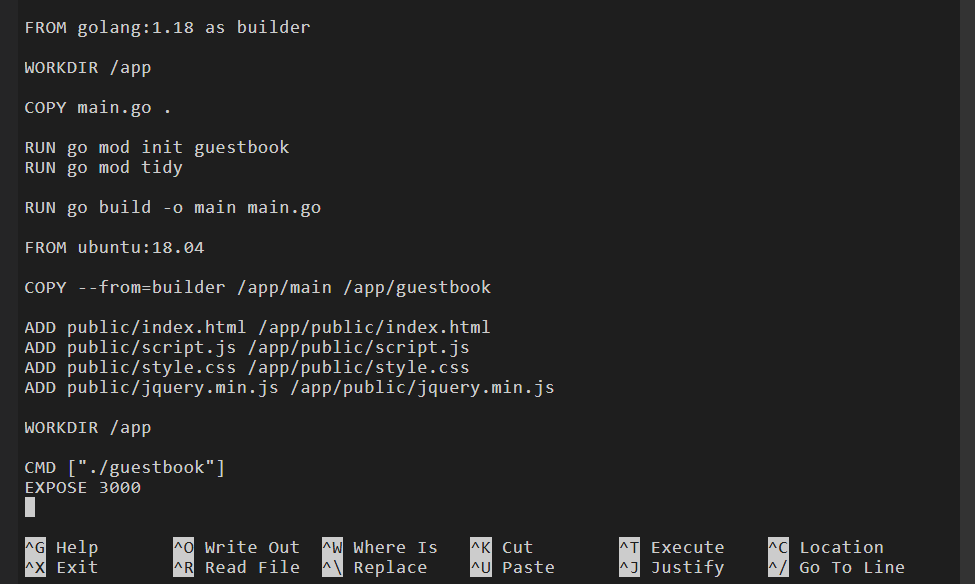 FROM golang:1.18 as builder
WORKDIR /app
COPY main.go .
RUN go mod init guestbook
RUN go mod tidy
RUN go build -o main main.go
FROM ubuntu:18.04
COPY --from=builder /app/main /app/guestbook
ADD public/index.html /app/public/index.html
ADD public/script.js /app/public/script.js
ADD public/style.css /app/public/style.css
ADD public/jquery.min.js /app/public/jquery.min.js
WORKDIR /app
CMD ["./guestbook"]
EXPOSE 3000
^G Help ^O Write Out ^W Where Is ^K Cut ^T Execute ^C Location
^X Exit ^R Read File ^\ Replace ^U Paste ^J Justify ^/ Go To Line